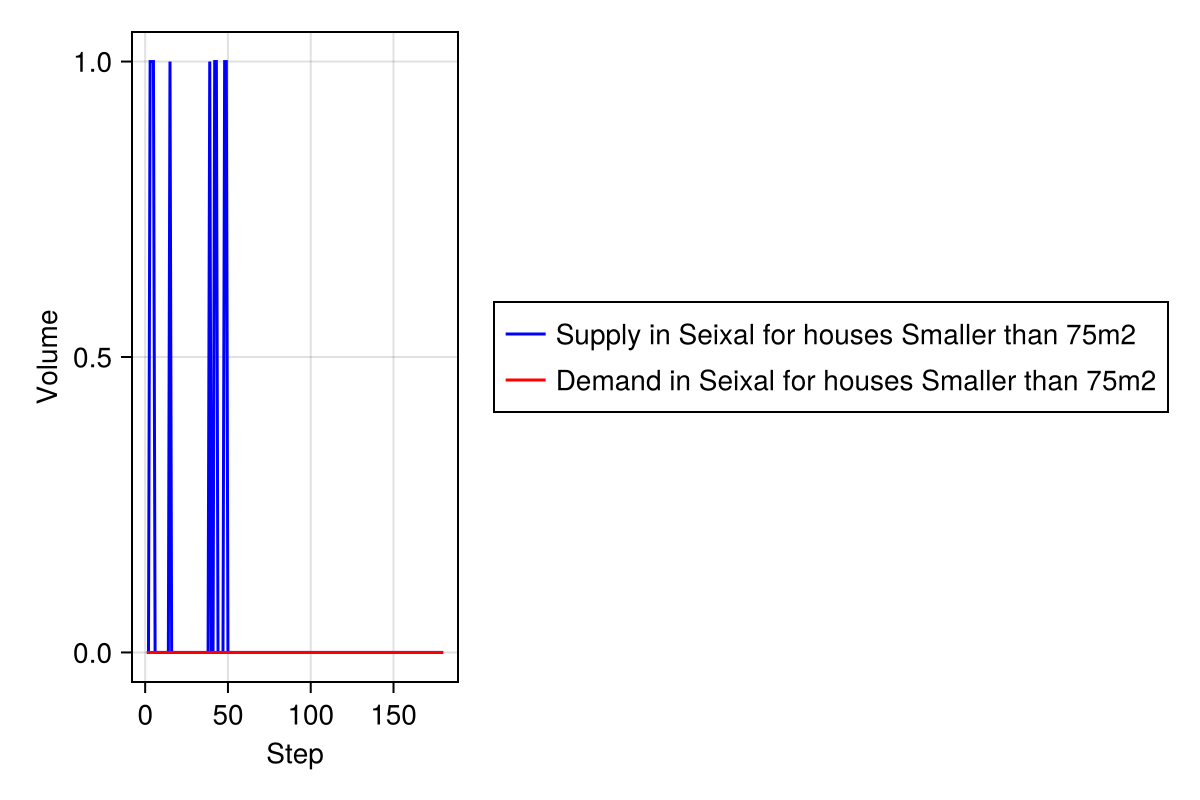 1.0
0.5
0.0
Volume
0 50 100 150
Step
Supply in Seixal for houses Smaller than 75m2
Demand in Seixal for houses Smaller than 75m2